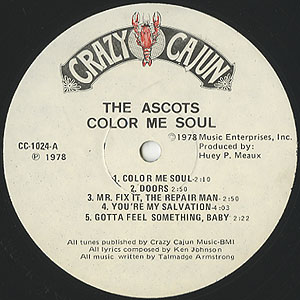 CRAZY CAJUN
THE ASCOTS
COLOR ME SOUL
CC-1024-A
℗ 1978
©1978 Music Enterprises, Inc.
Produced by:
Huey P. Meaux
1. COLOR ME SOUL 2:10
2. DOORS 2:50
3. MR. FIX IT, THE REPAIR MAN 2:50
4. YOU'RE MY SALVATION 4:03
5. GOTTA FEEL SOMETHING, BABY 2:22
All tunes published by Crazy Cajun Music-BMI
All lyrics composed by Ken Johnson
All music written by Talmadge Armstrong